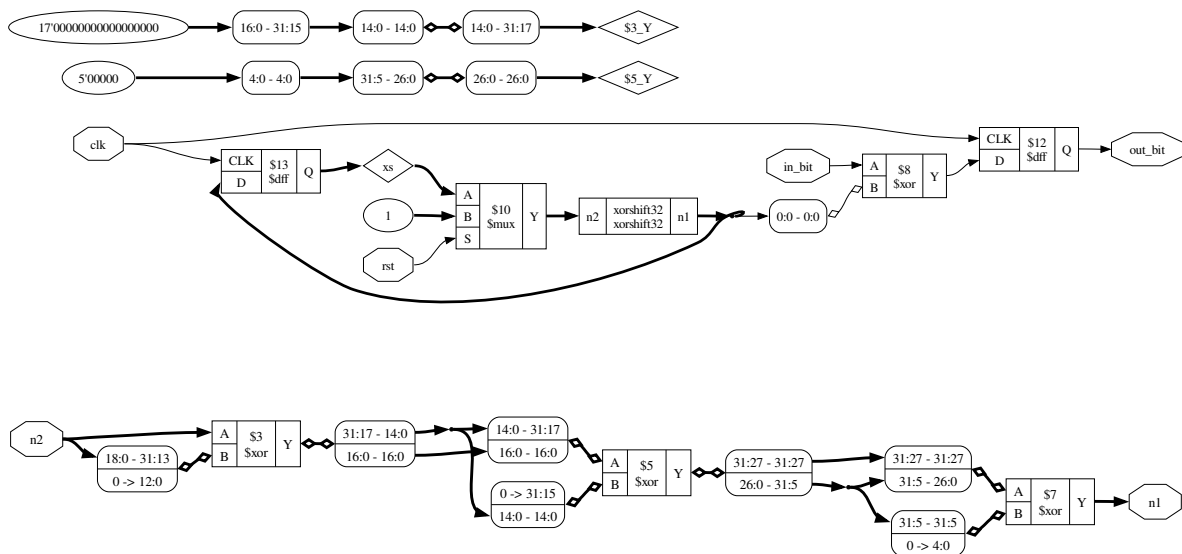 17'00000000000000000
16:0 - 31:15
14:0 - 14:0
14:0 - 31:17
$3_Y
5'00000
4:0 - 4:0
31:5 - 26:0
26:0 - 26:0
$5_Y
clk
CLK
D
$13
$dff
Q
xs
1
rst
A
B
S
$10
$mux
Y
n2
xorshift32
xorshift32
n1
0:0 - 0:0
in_bit
A
B
$8
$xor
Y
CLK
D
$12
$dff
Q
out_bit
n2
18:0 - 31:13
0 -> 12:0
A
B
$3
$xor
Y
31:17 - 14:0
16:0 - 16:0
14:0 - 31:17
16:0 - 16:0
0 -> 31:15
14:0 - 14:0
A
B
$5
$xor
Y
31:27 - 31:27
26:0 - 31:5
31:27 - 31:27
31:5 - 26:0
31:5 - 31:5
0 -> 4:0
A
B
$7
$xor
Y
n1